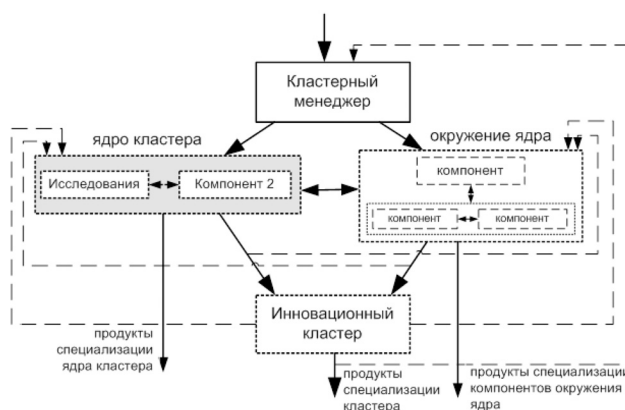 Кластерный
менеджер
ядро кластера
окружение ядра
Исследования
Компонент 2
компонент
компонент
компонент
Инновационный
кластер
продукты
специализации
ядра кластера
продукты
специализации
кластера
продукты специализации
компонентов окружения
ядра